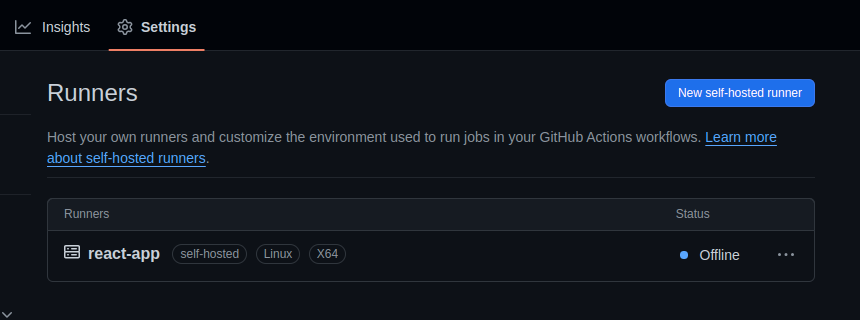 Insights
Settings
Runners
New self-hosted runner
Host your own runners and customize the environment used to run jobs in your GitHub Actions workflows. Learn more
about self-hosted runners.
Runners
Status
react-app self-hosted Linux X64
Offline